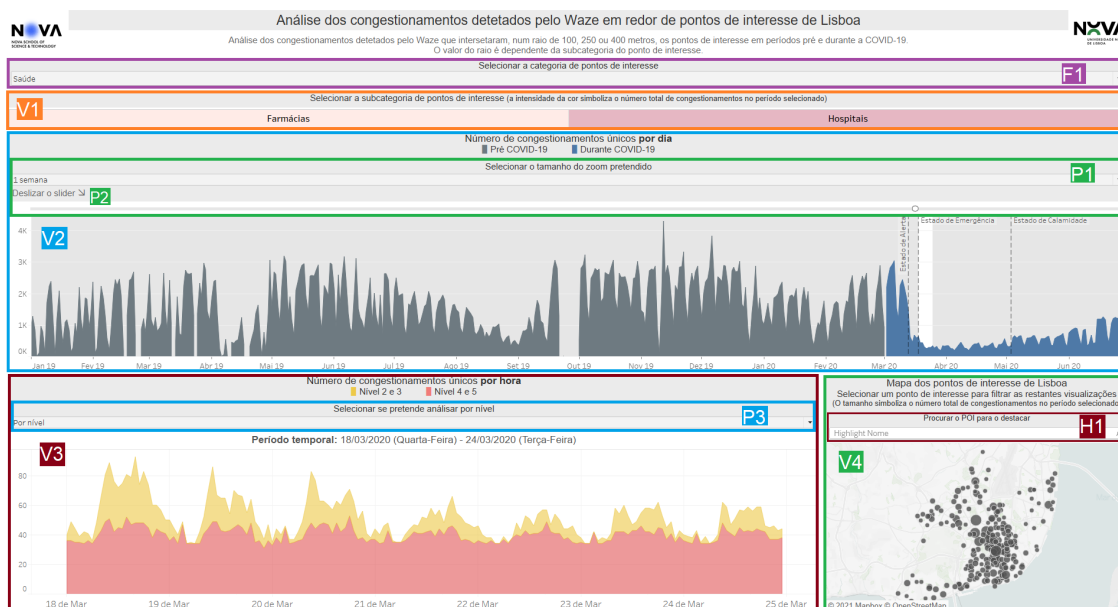 NOVA
NOVA SCHOOL OF
SCIENCE & TECHNOLOGY
Análise dos congestionamentos detetados pelo Waze em redor de pontos de interesse de Lisboa
Análise dos congestionamentos detetados pelo Waze que intersetaram, num raio de 100, 250 ou 400 metros, os pontos de interesse em períodos pré e durante a COVID-19.
O valor do raio é dependente da subcategoria do ponto de interesse.
NOVA
UNIVERSIDADE N
DE LISBOA
Selecionar a categoria de pontos de interesse
Saúde
F1
V1
Selecionar a subcategoria de pontos de interesse (a intensidade da cor simboliza o número total de congestionamentos no período selecionado)
Farmácias Hospitais
Número de congestionamentos únicos por dia
Pré COVID-19 Durante COVID-19
Selecionar o tamanho do zoom pretendido
1 semana
P1
Deslizar o slider
P2
V2
Estado de Alerta
Estado de Emergência
Estado de Calamidade
4K
3K
2K
1K
0K
Jan 19 Fev 19 Mar 19 Abr 19 Mai 19 Jun 19 Jul 19 Ago 19 Set 19 Out 19 Nov 19 Dez 19 Jan 20 Fev 20 Mar 20 Abr 20 Mai 20 Jun 20
Número de congestionamentos únicos por hora
Nível 2 e 3 Nível 4 e 5
Selecionar se pretende análisar por nível
Por nível
P3
Período temporal: 18/03/2020 (Quarta-Feira) - 24/03/2020 (Terça-Feira)
V3
80
60
40
20
0
18 de Mar 19 de Mar 20 de Mar 21 de Mar 22 de Mar 23 de Mar 24 de Mar 25 de Mar
Mapa dos pontos de interesse de Lisboa
Selecionar um ponto de interesse para filtrar as restantes visualizações
(O tamanho simboliza o número total de congestionamentos no período selecionado
Procurar o POI para o destacar
Highlight Nome
H1
V4
© 2021 Mapbox © OpenStreetMap